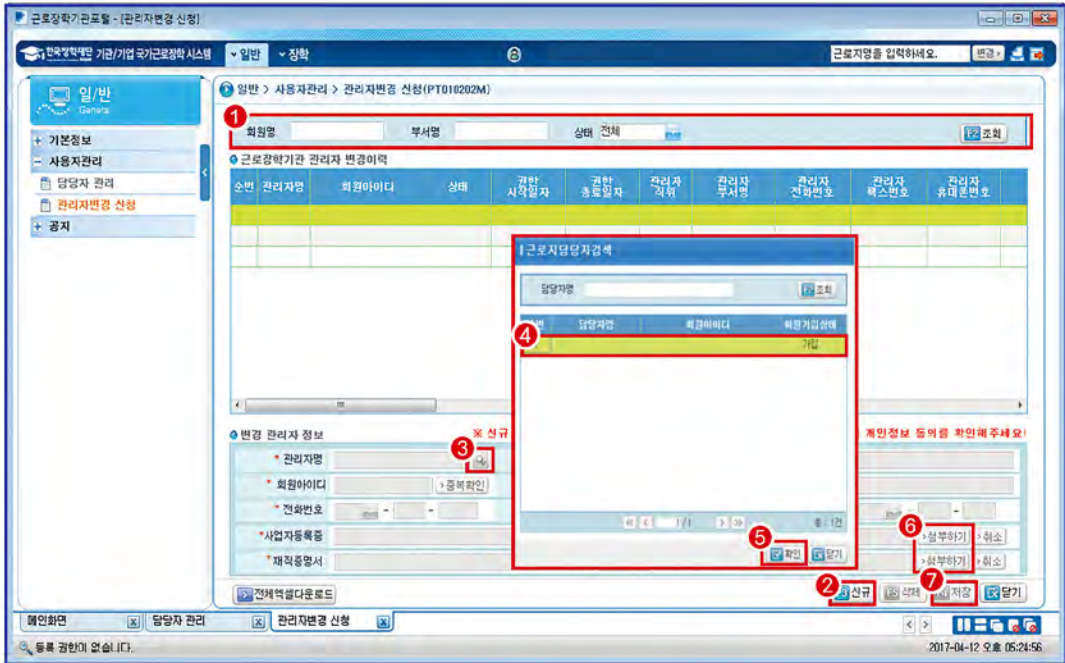 근로장학기관포털 - [관리자변경 신청]
한국장학재단 기관/기업 국가근로장학 시스템
일반
장학
근로지명을 입력하세요.
변경
일/반
General
일반 > 사용자관리 > 관리자변경 신청(PT010202M)
1
회원명
부서명
상태 전체
조회
+ 기본정보
- 사용자관리
담당자 관리
관리자변경 신청
+ 공지
근로장학기관 관리자 변경이력
순번 관리자명 회원아이디 상태 권한 시작일자 권한 종료일자 관리자 직위 관리자 부서명 관리자 전화번호 관리자 팩스번호 관리자 휴대폰번호
근로지담당자검색
담당자명
조회
담당자명 회원아이디 회원가입상태
4
가입
1/1
총 : 1건
5
확인 닫기
변경 관리자 정보
※ 신규
개인정보 동의를 확인해주세요!
3
* 관리자명
* 회원아이디
중복확인
* 전화번호
- -
-
*사업자등록증
6
첨부하기 취소
*재직증명서
첨부하기 취소
전체엑셀다운로드
2
신규 삭제
7
저장 닫기
메인화면 담당자 관리 관리자변경 신청
등록 권한이 없습니다.
2017-04-12 오후 05:24:56